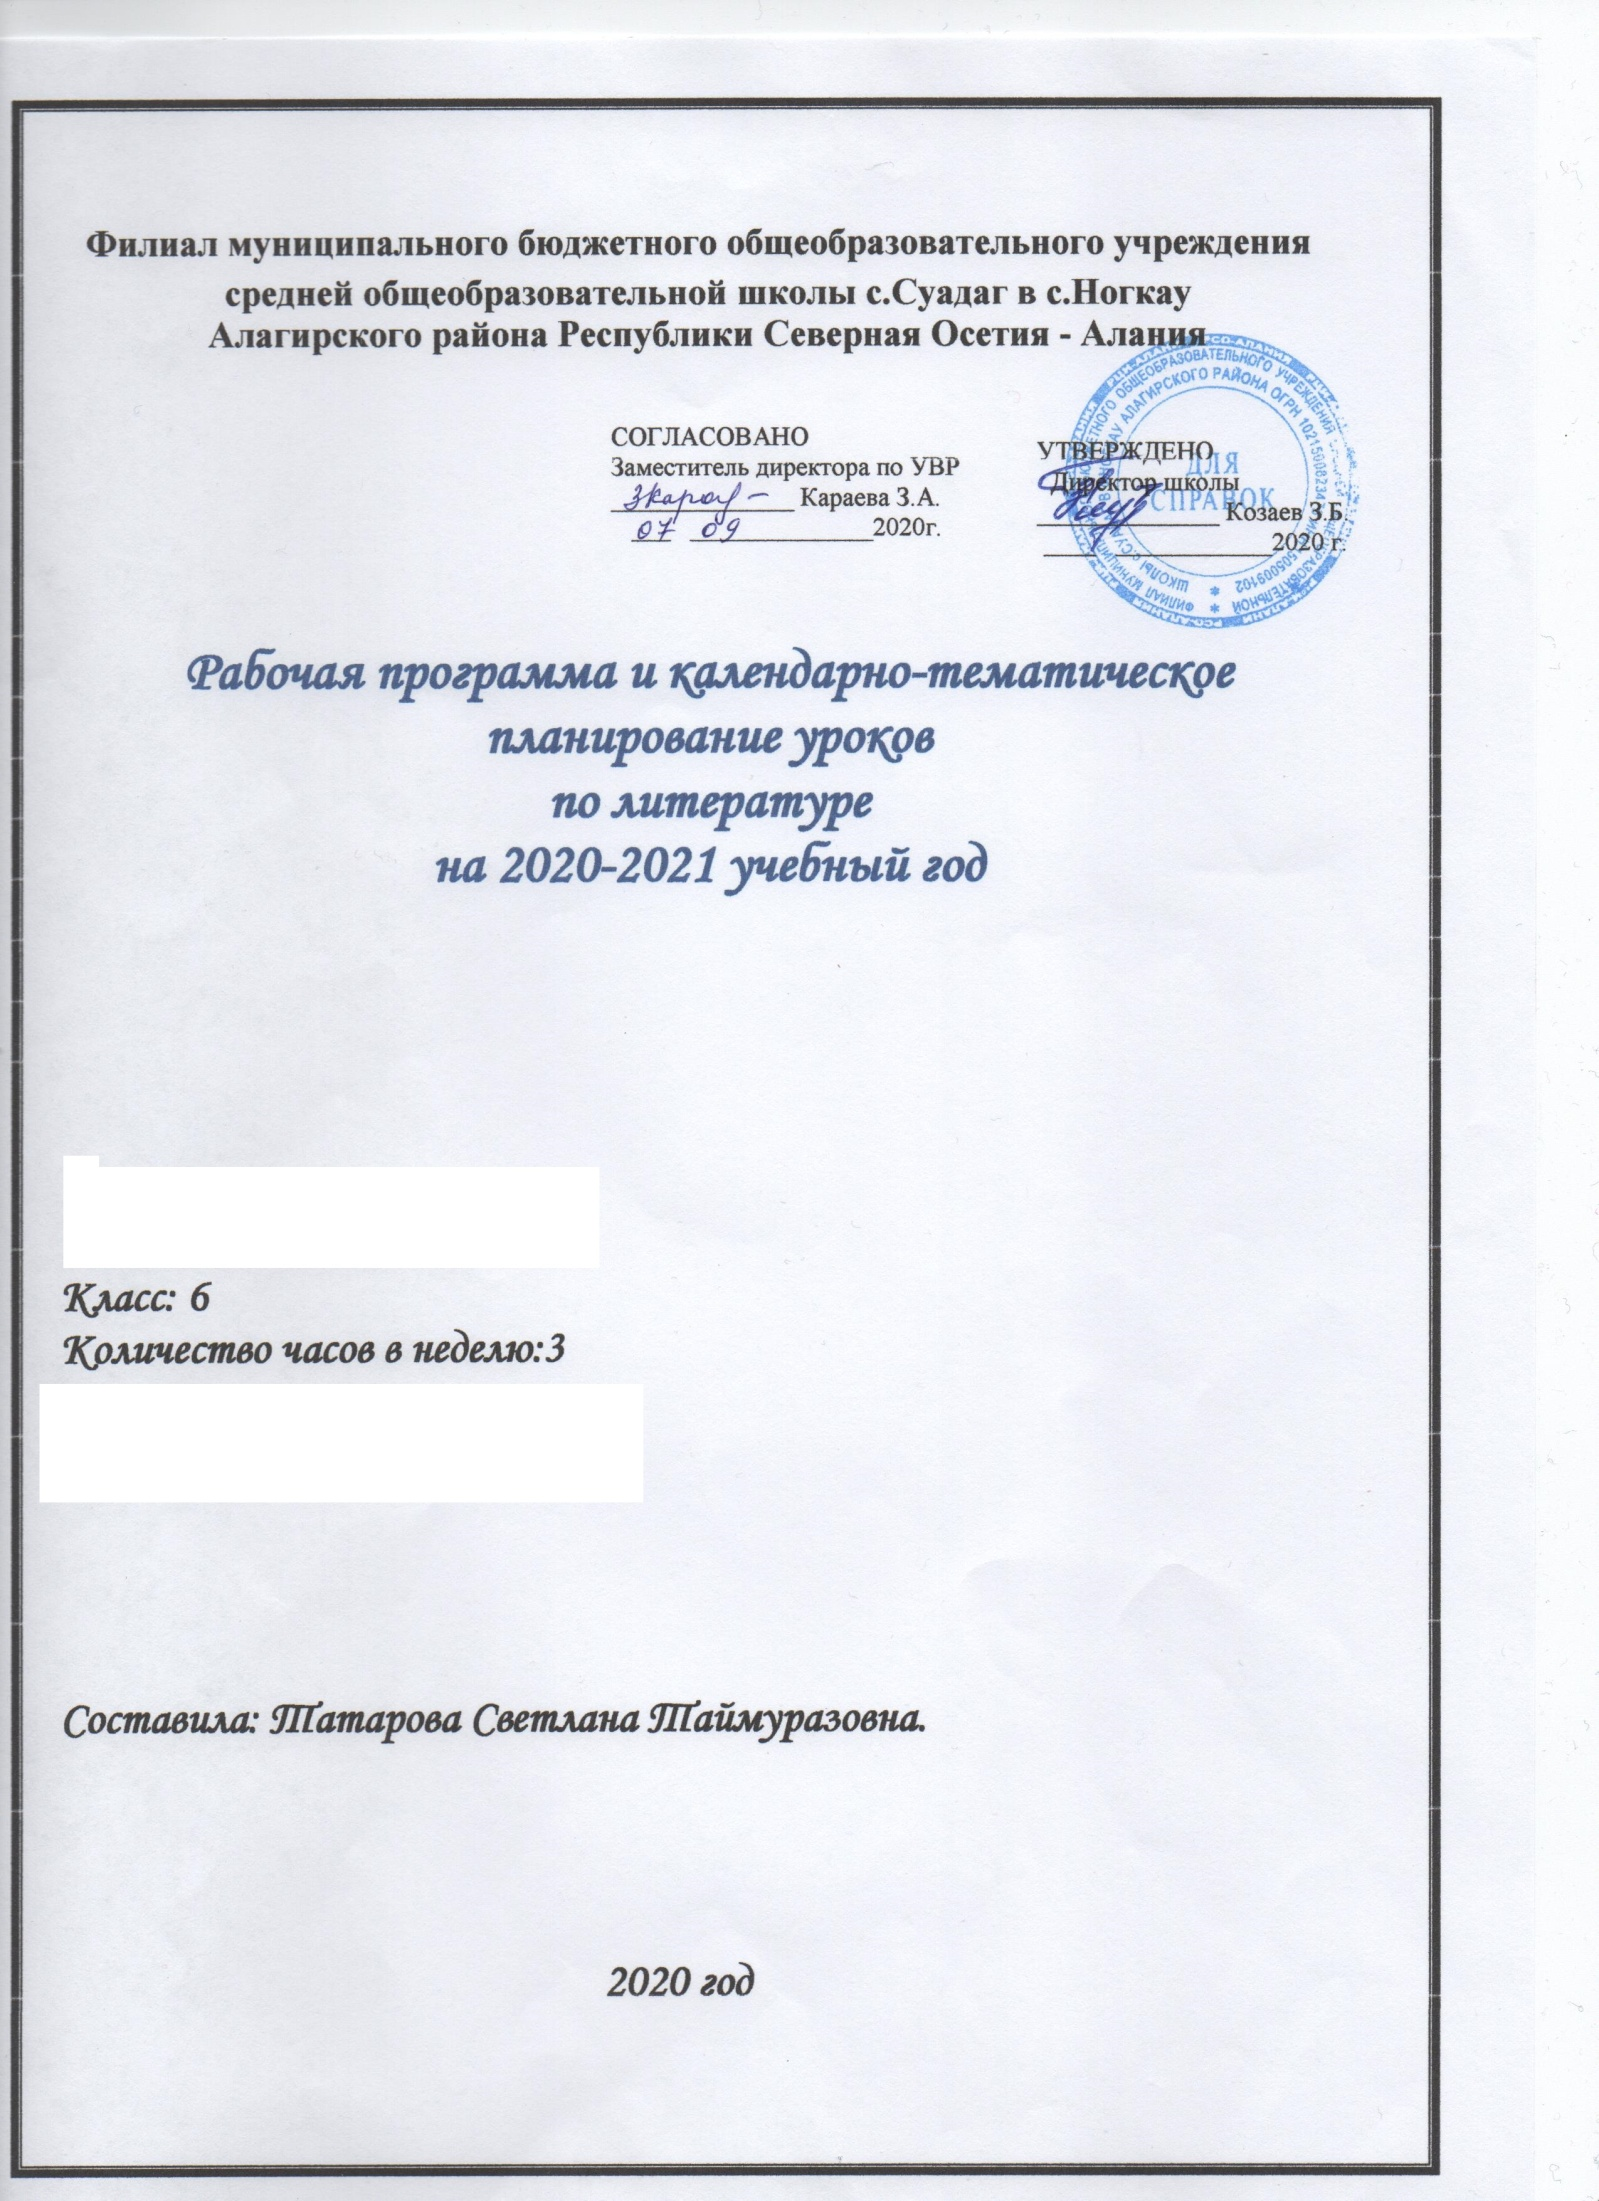 Филиал муниципального бюджетного общеобразовательного учреждения
средней общеобразовательной школы с.Суадаг в с.Ногкау
Алагирского района Республики Северная Осетия - Алания
СОГЛАСОВАНО
Заместитель директора по УВР
Караева З.А.
07 09 2020г.
УТВЕРЖДЕНО
Директор школы
Козаев З.Б
2020 г.
ДЛЯ
СПРАВОК
Рабочая программа и календарно-тематическое
планирование уроков
по литературе
на 2020-2021 учебный год
Класс: 6
Количество часов в неделю:3
Составила: Татарова Светлана Таймуразовна.
2020 год